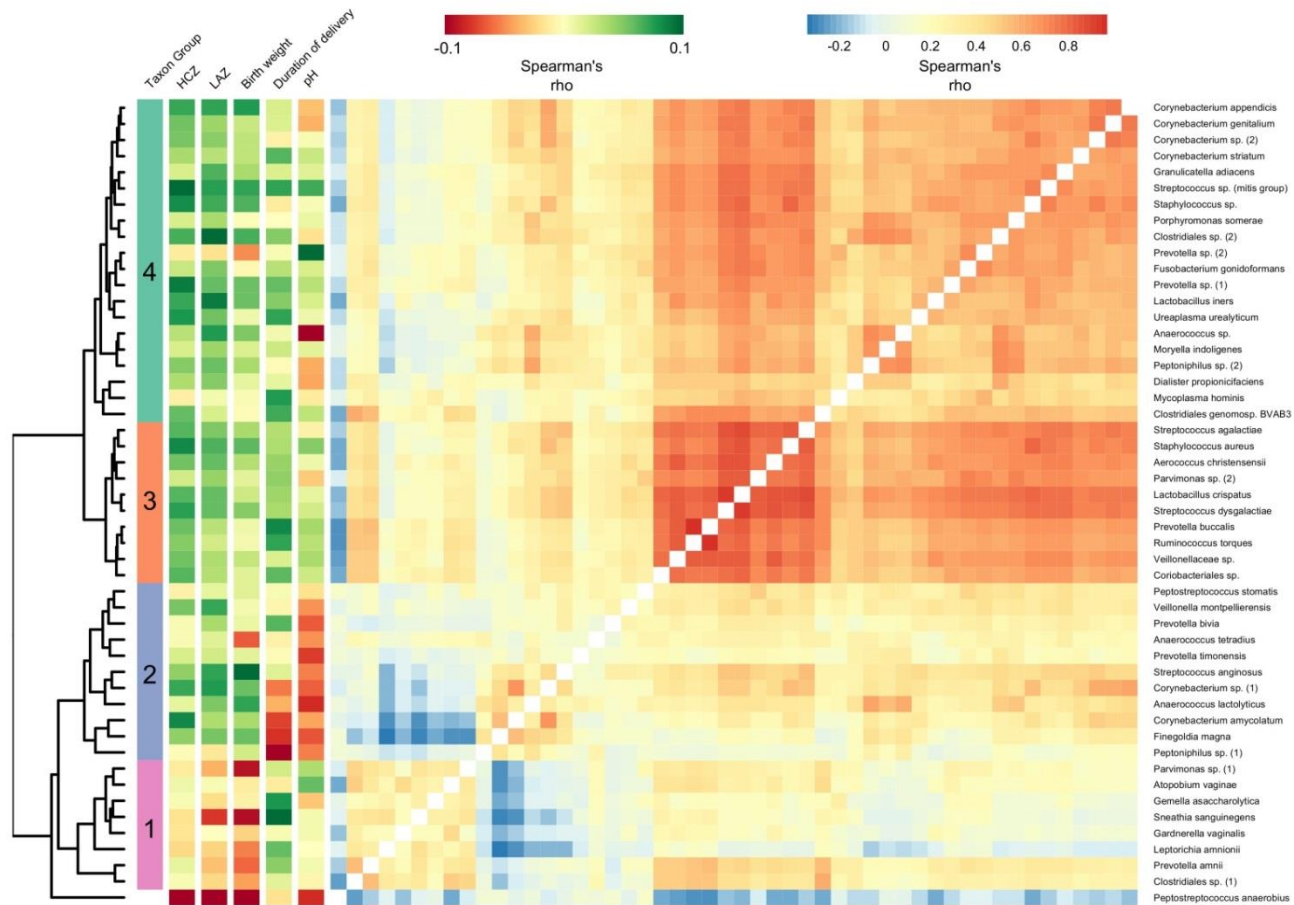 -0.1
0.1
Spearman's
rho
-0.2
0
0.2
0.4
0.6
0.8
Spearman's
rho
Taxon Group
HCZ
LAZ
Birth weight
Duration of delivery
pH
4
3
2
1
Corynebacterium appendicis
Corynebacterium genitalium
Corynebacterium sp. (2)
Corynebacterium striatum
Granulicatella adiacens
Streptococcus sp. (mitis group)
Staphylococcus sp.
Porphyromonas somerae
Clostridiales sp. (2)
Prevotella sp. (2)
Fusobacterium gonidoformans
Prevotella sp. (1)
Lactobacillus iners
Ureaplasma urealyticum
Anaerococcus sp.
Moryella indoligenes
Peptoniphilus sp. (2)
Dialister propionicifaciens
Mycoplasma hominis
Clostridiales genomosp. BVAB3
Streptococcus agalactiae
Staphylococcus aureus
Aerococcus christensensii
Parvimonas sp. (2)
Lactobacillus crispatus
Streptococcus dysgalactiae
Prevotella buccalis
Ruminococcus torques
Veillonellaceae sp.
Coriobacteriales sp.
Peptostreptococcus stomatis
Veillonella montpellierensis
Prevotella bivia
Anaerococcus tetradius
Prevotella timonensis
Streptococcus anginosus
Corynebacterium sp. (1)
Anaerococcus lactolyticus
Corynebacterium amycolatum
Finegoldia magna
Peptoniphilus sp. (1)
Parvimonas sp. (1)
Atopobium vaginae
Gemella asaccharolytica
Sneathia sanguinegens
Gardnerella vaginalis
Leptorichia amnionii
Prevotella amnii
Clostridiales sp. (1)
Peptostreptococcus anaerobius